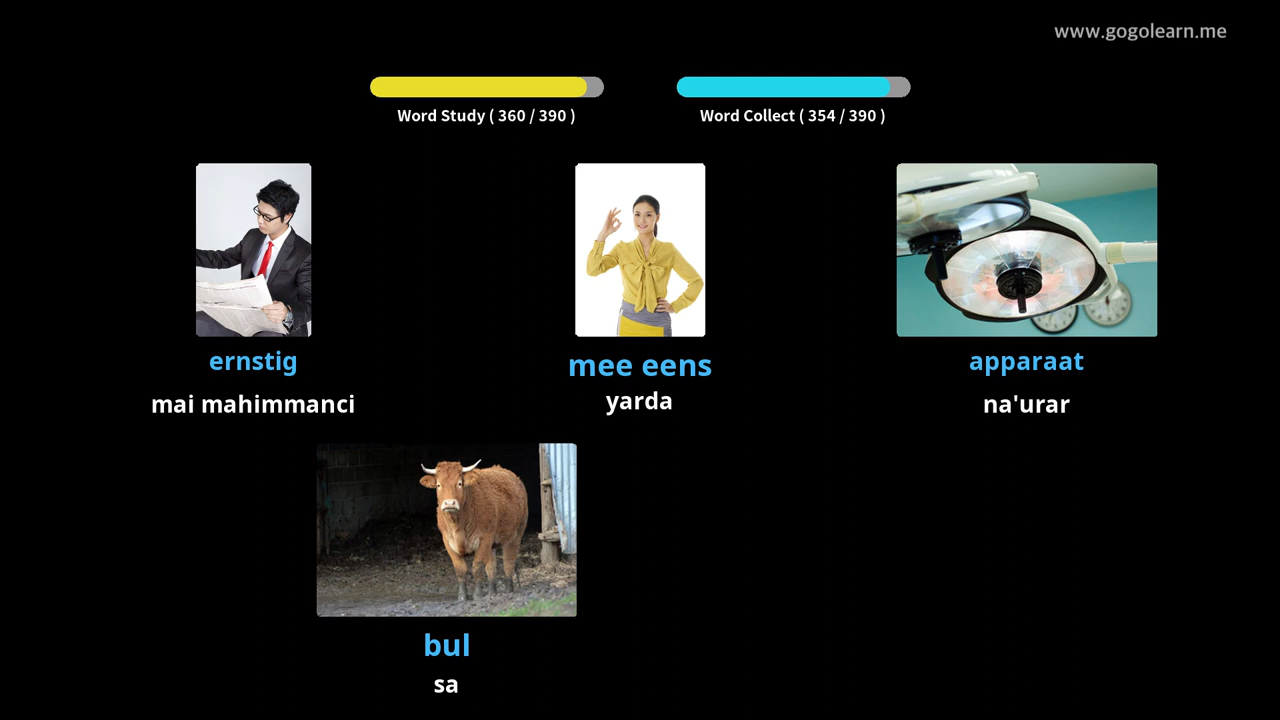 www.gogolearn.me
Word Study ( 360 / 390 )
Word Collect ( 354 / 390 )
ernstig
mai mahimmanci
mee eens
yarda
apparaat
na'urar
bul
sa